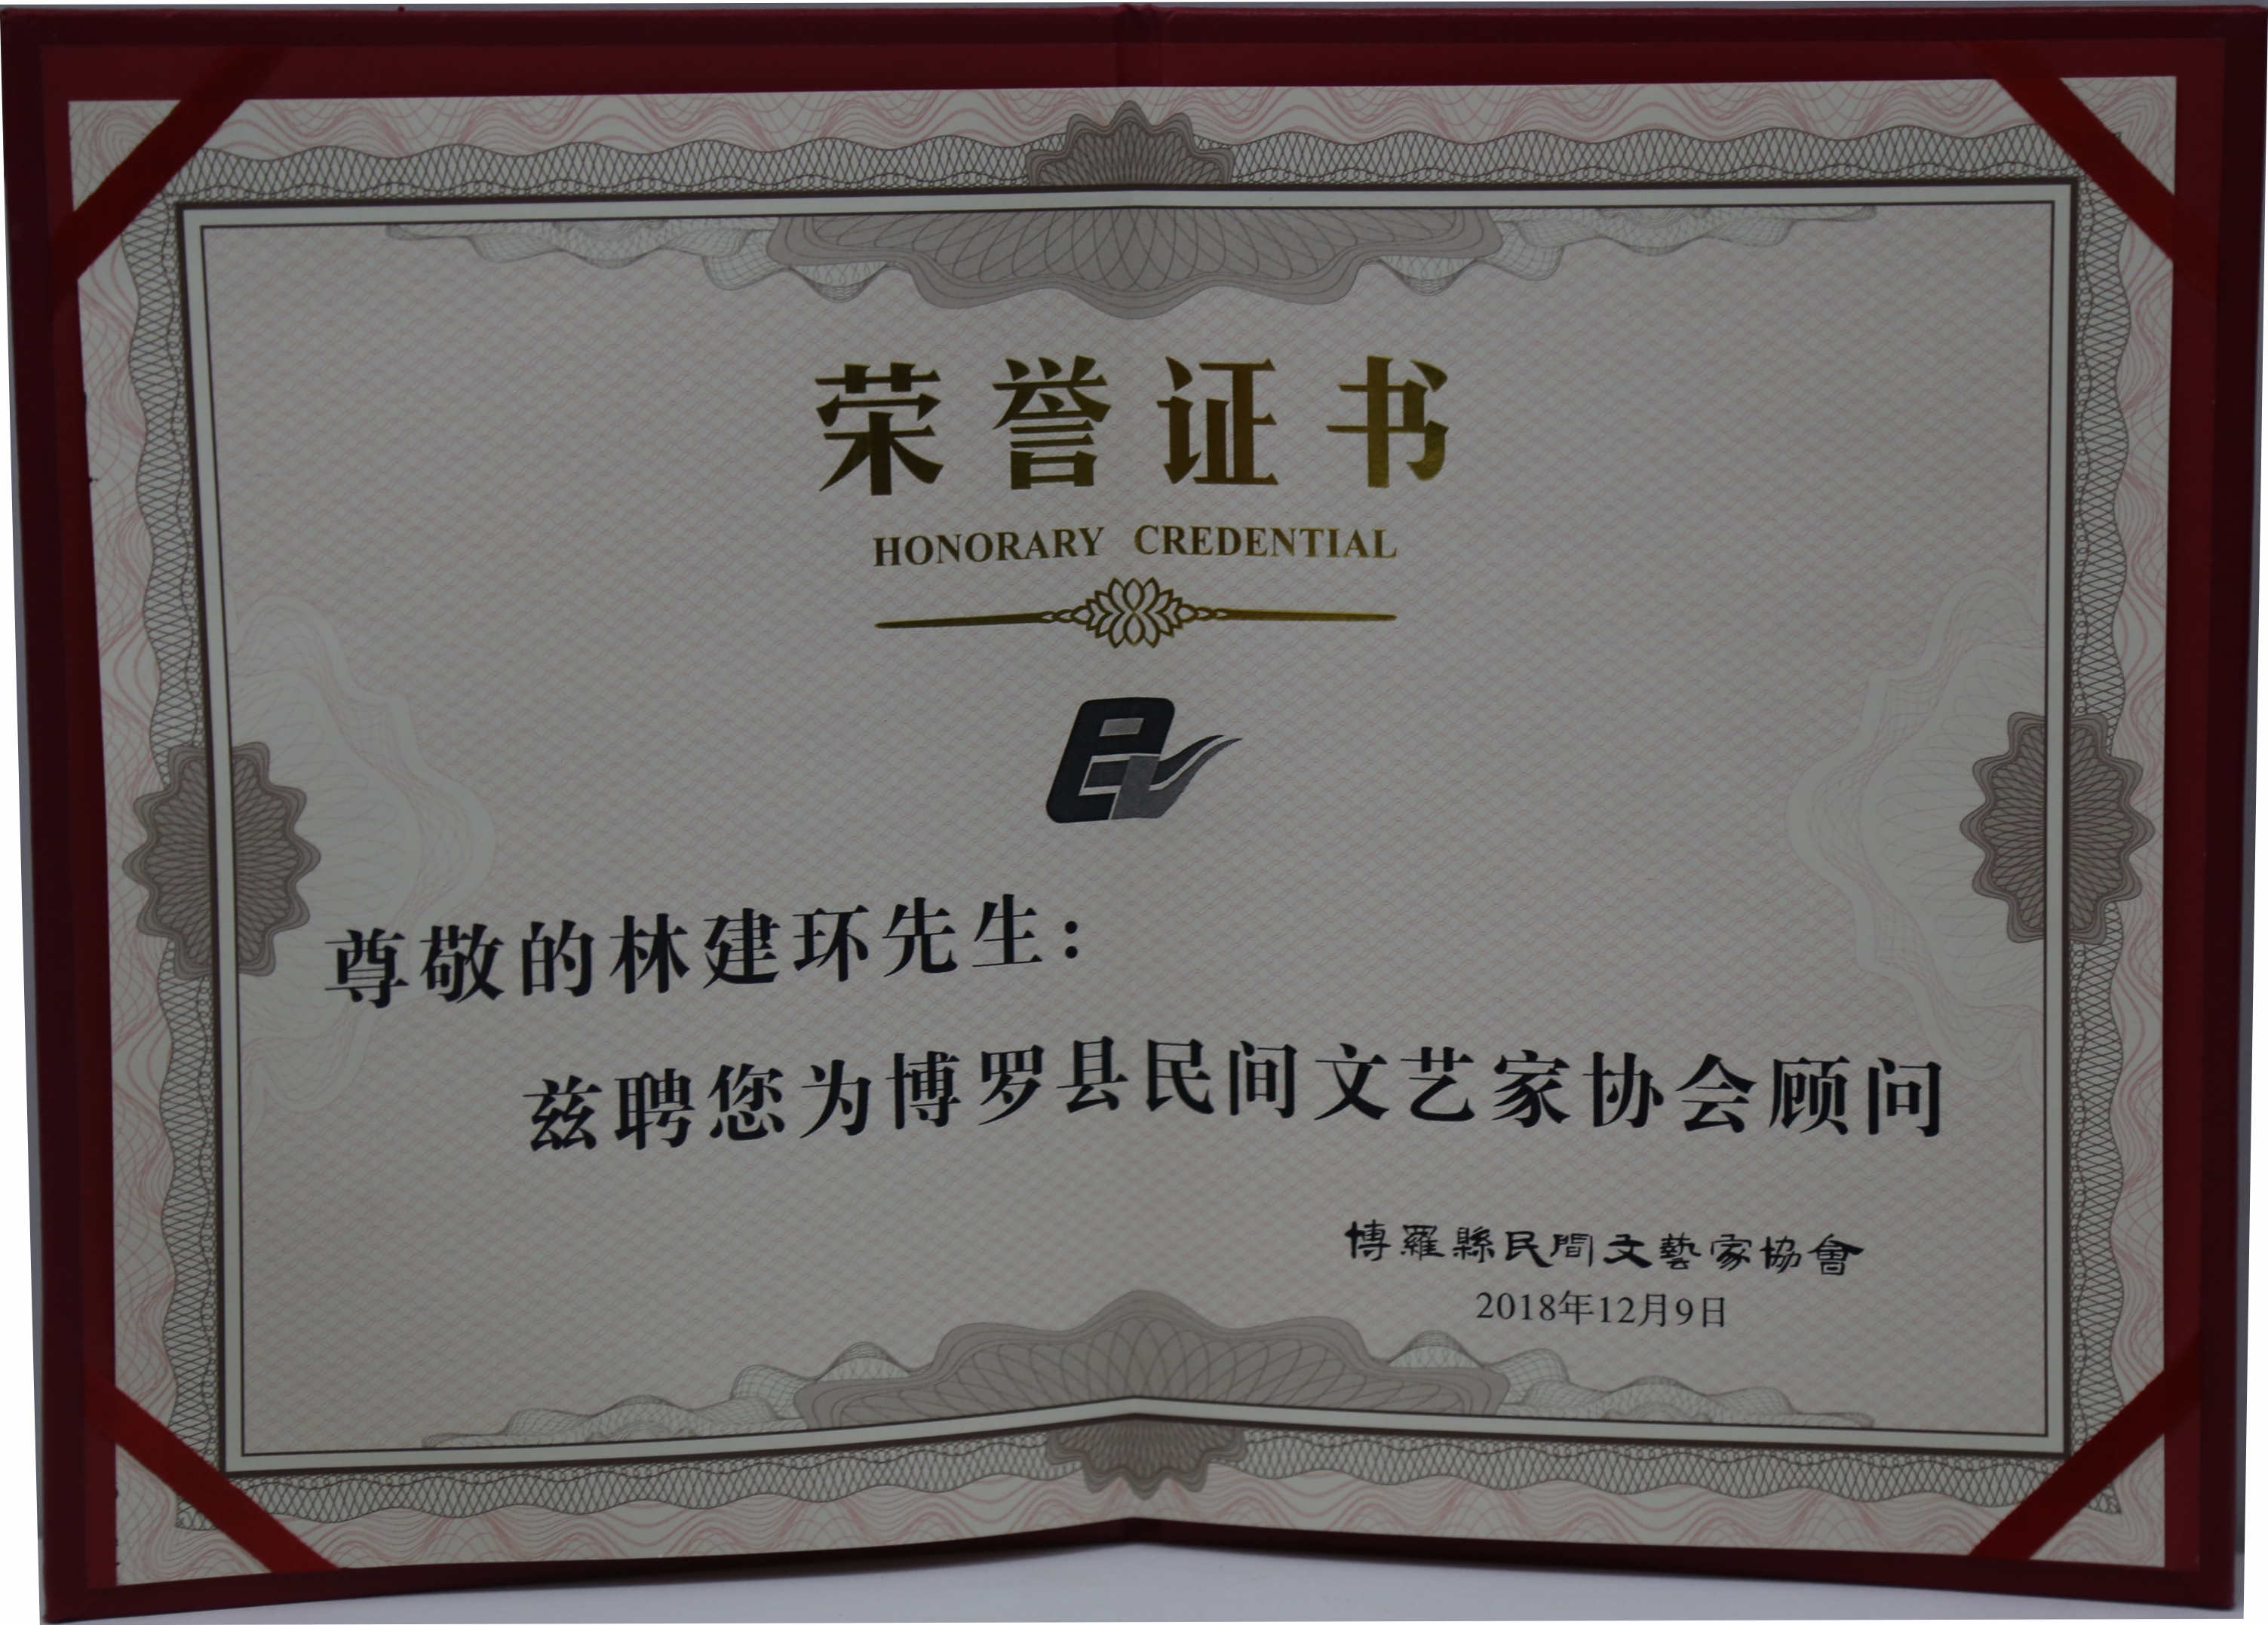 荣誉证书
HONORARY CREDENTIAL
尊敬的林建环先生：
兹聘您为博罗县民间文艺家协会顾问
博羅縣民間文藝家協會
2018年12月9日